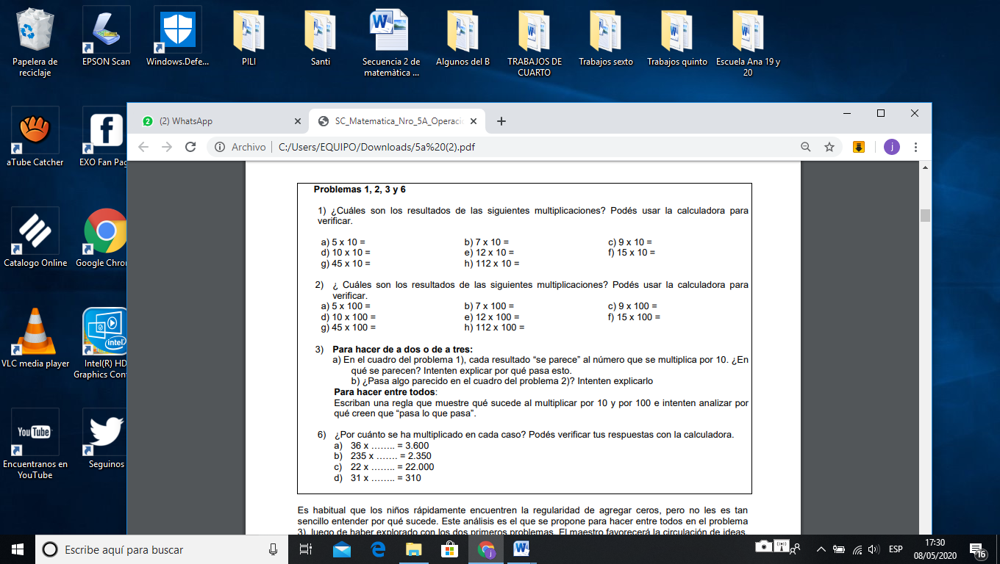 Papelera de
reciclaje
EPSON Scan
Windows.Defe...
PILI
Santi
Secuencia 2 de
matemàtica ...
Algunos del B
TRABAJOS DE
CUARTO
Trabajos sexto
Trabajos quinto
Escuela Ana 19 y
20
aTube Catcher
EXO Fan Pag
Catalogo Online
Google Chron
VLC media player
Intel(R) HD
Graphics Cont
Encuentranos en
YouTube
Seguinos
(2) WhatsApp
SC_Matematica_Nro_5A_Operacio
Archivo
C:/Users/EQUIPO/Downloads/5a%20(2).pdf
j
Problemas 1, 2, 3 y 6
1) ¿Cuáles son los resultados de las siguientes multiplicaciones? Podés usar la calculadora para
verificar.
a) 5 x 10 = b) 7 x 10 = c) 9 x 10 =
d) 10 x 10 = e) 12 x 10 = f) 15 x 10 =
g) 45 x 10 = h) 112 x 10 =
2) ¿ Cuáles son los resultados de las siguientes multiplicaciones? Podés usar la calculadora para
verificar.
a) 5 x 100 = b) 7 x 100 = c) 9 x 100 =
d) 10 x 100 = e) 12 x 100 = f) 15 x 100 =
g) 45 x 100 = h) 112 x 100 =
3) Para hacer de a dos o de a tres:
a) En el cuadro del problema 1), cada resultado “se parece” al número que se multiplica por 10. ¿En
qué se parecen? Intenten explicar por qué pasa esto.
b) ¿Pasa algo parecido en el cuadro del problema 2)? Intenten explicarlo
Para hacer entre todos:
Escriban una regla que muestre qué sucede al multiplicar por 10 y por 100 e intenten analizar por
qué creen que “pasa lo que pasa”.
6) ¿Por cuánto se ha multiplicado en cada caso? Podés verificar tus respuestas con la calculadora.
a) 36 x …….. = 3.600
b) 235 x ……. = 2.350
c) 22 x …….. = 22.000
d) 31 x …….. = 310
Es habitual que los niños rápidamente encuentren la regularidad de agregar ceros, pero no les es tan
sencillo entender por qué sucede. Este análisis es el que se propone para hacer entre todos en el problema
3), luego de haber explorado con los dos primeros problemas. El maestro favorecerá la circulación de ideas,
Escribe aquí para buscar
ESP
17:30
08/05/2020
16